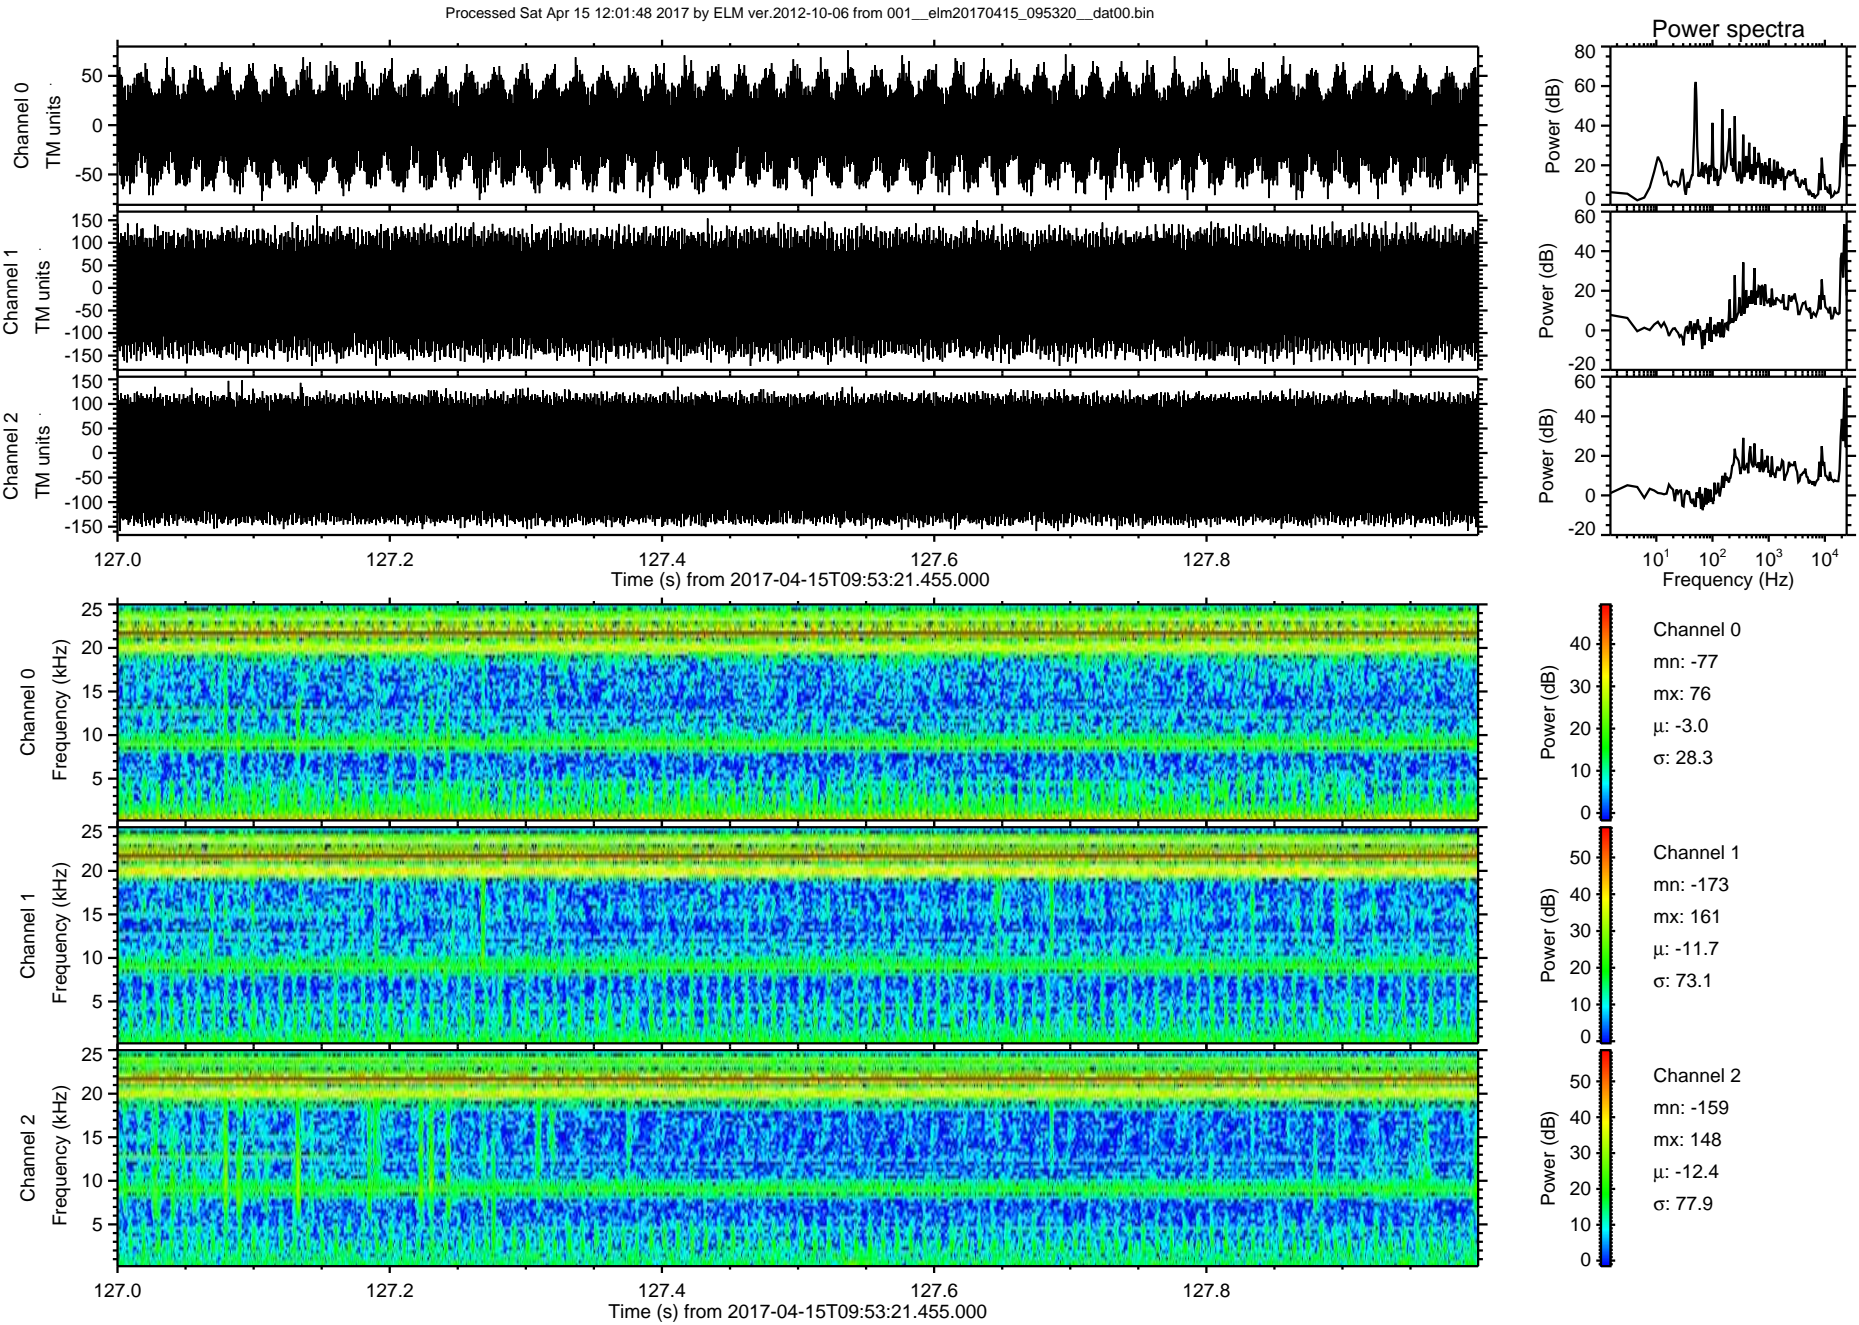 Processed Sat Apr 15 12:01:48 2017 by ELM ver.2012-10-06 from 001__elm20170415_095320__dat00.bin
Power spectra
Channel 0
TM units
50
0
-50
Power (dB)
80
60
40
20
0
Channel 1
TM units
150
100
50
0
-50
-100
-150
Power (dB)
60
40
20
0
-20
Channel 2
TM units
150
100
50
0
-50
-100
-150
Power (dB)
60
40
20
0
-20
127.0 127.2 127.4 127.6 127.8
Time (s) from 2017-04-15T09:53:21.455.000
10^1 10^2 10^3 10^4
Frequency (Hz)
Channel 0
Frequency (kHz)
25
20
15
10
5
Power (dB)
40
30
20
10
0
Channel 0
mn: -77
mx: 76
μ: -3.0
σ: 28.3
Channel 1
Frequency (kHz)
25
20
15
10
5
Power (dB)
50
40
30
20
10
0
Channel 1
mn: -173
mx: 161
μ: -11.7
σ: 73.1
Channel 2
Frequency (kHz)
25
20
15
10
5
Power (dB)
50
40
30
20
10
0
Channel 2
mn: -159
mx: 148
μ: -12.4
σ: 77.9
127.0 127.2 127.4 127.6 127.8
Time (s) from 2017-04-15T09:53:21.455.000